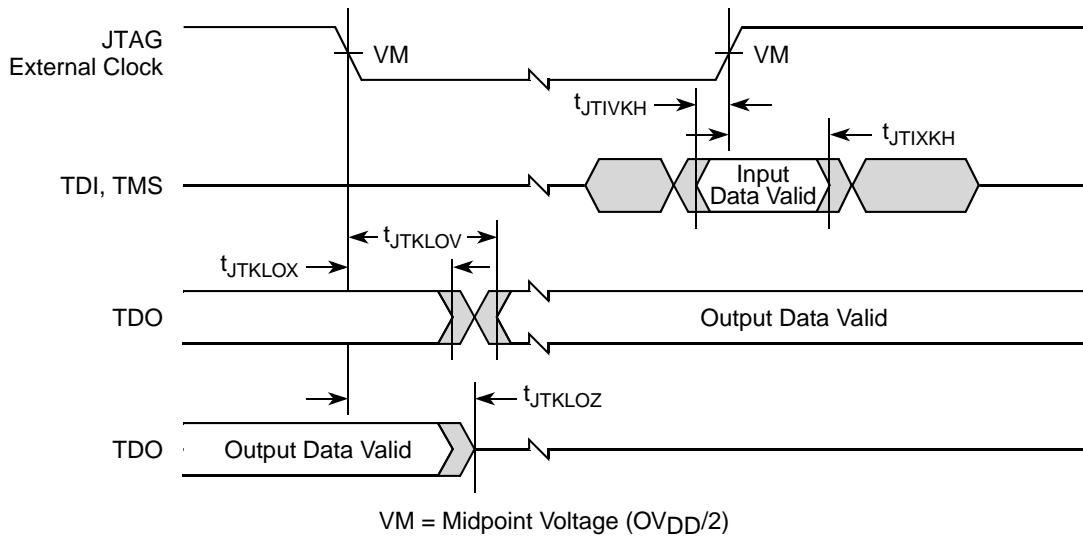 JTAG
External Clock
VM
VM
tJTIVKH
tJTIXKH
TDI, TMS
Input
Data Valid
tJTKLOV
tJTKLOX
TDO
Output Data Valid
tJTKLOZ
TDO
Output Data Valid
VM = Midpoint Voltage (OVDD/2)